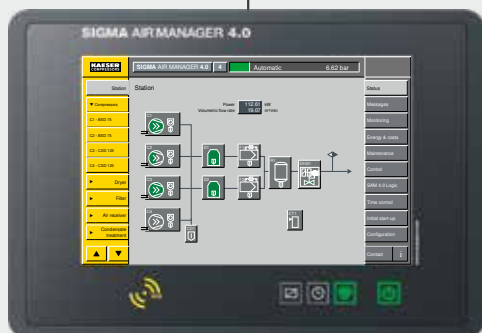 SIGMA AIR MANAGER 4.0
KAESER
COMPRESSORS
SIGMA AIR MANAGER 4.0 4 Automatic 6.62 bar
Station
Station
Status
▼ Compressors
Power 112.61 kW
Volumetric flow rate 19.07 m³/min
Messages
C1 - BSD 75
Monitoring
C2 - BSD 75
Energy & costs
C3 - CSD 125
Maintenance
C4 - CSD 125
Control
Dryer
SAM 4.0 Logic
Filter
Time control
Air receiver
Initial start-up
Condensate
treatment
Configuration
Contact i